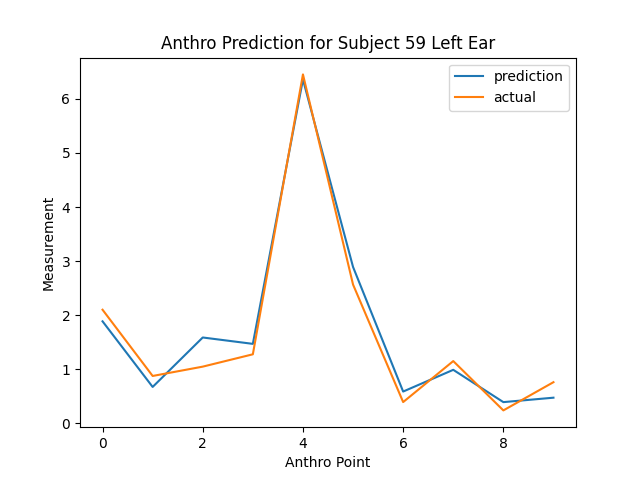 Anthro Prediction for Subject 59 Left Ear
prediction
actual
Measurement
6
5
4
3
2
1
0
0 2 4 6 8
Anthro Point